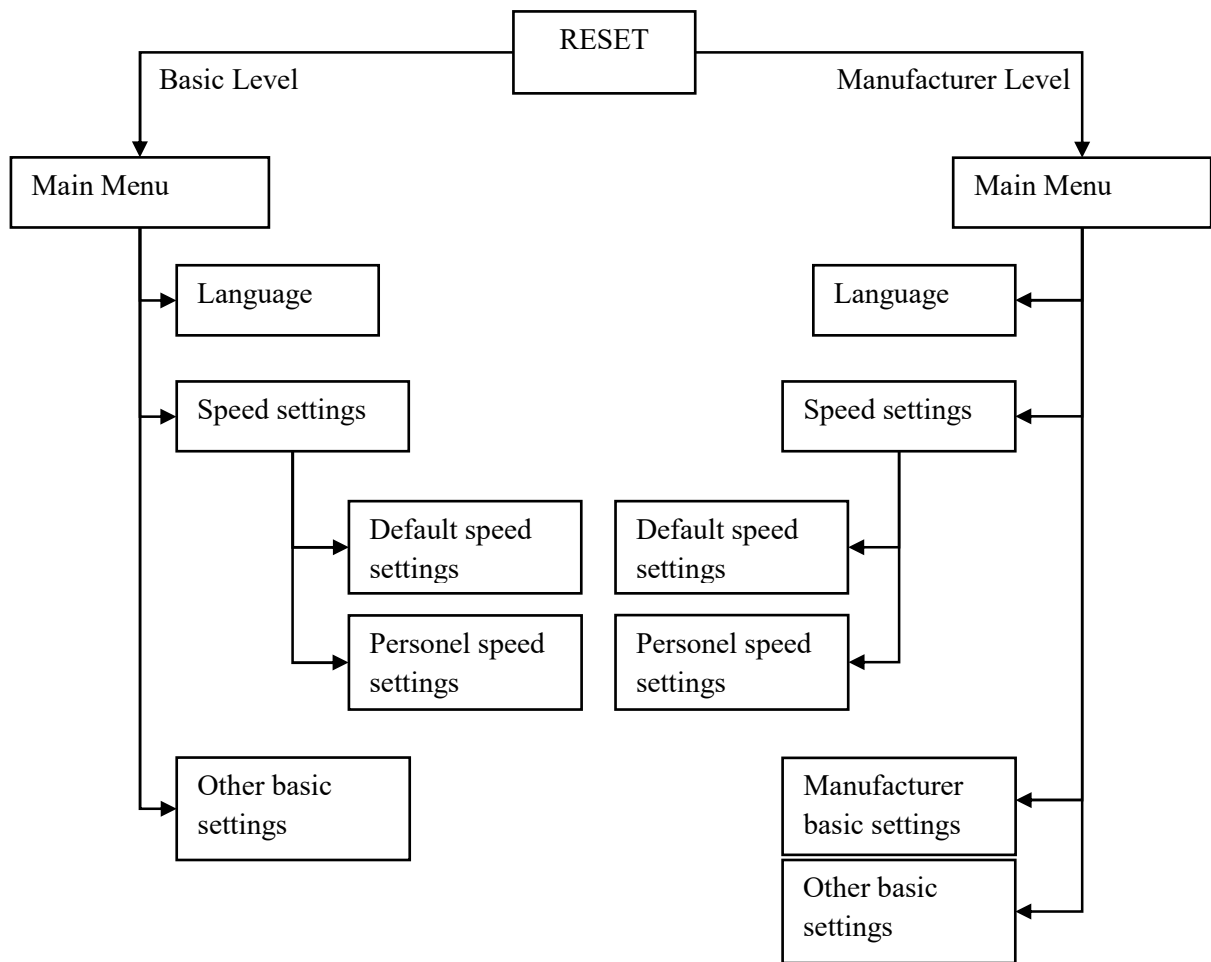 RESET
Basic Level
Manufacturer Level
Main Menu
Main Menu
Language
Language
Speed settings
Speed settings
Default speed
settings
Default speed
settings
Personel speed
settings
Personel speed
settings
Other basic
settings
Manufacturer
basic settings
Other basic
settings